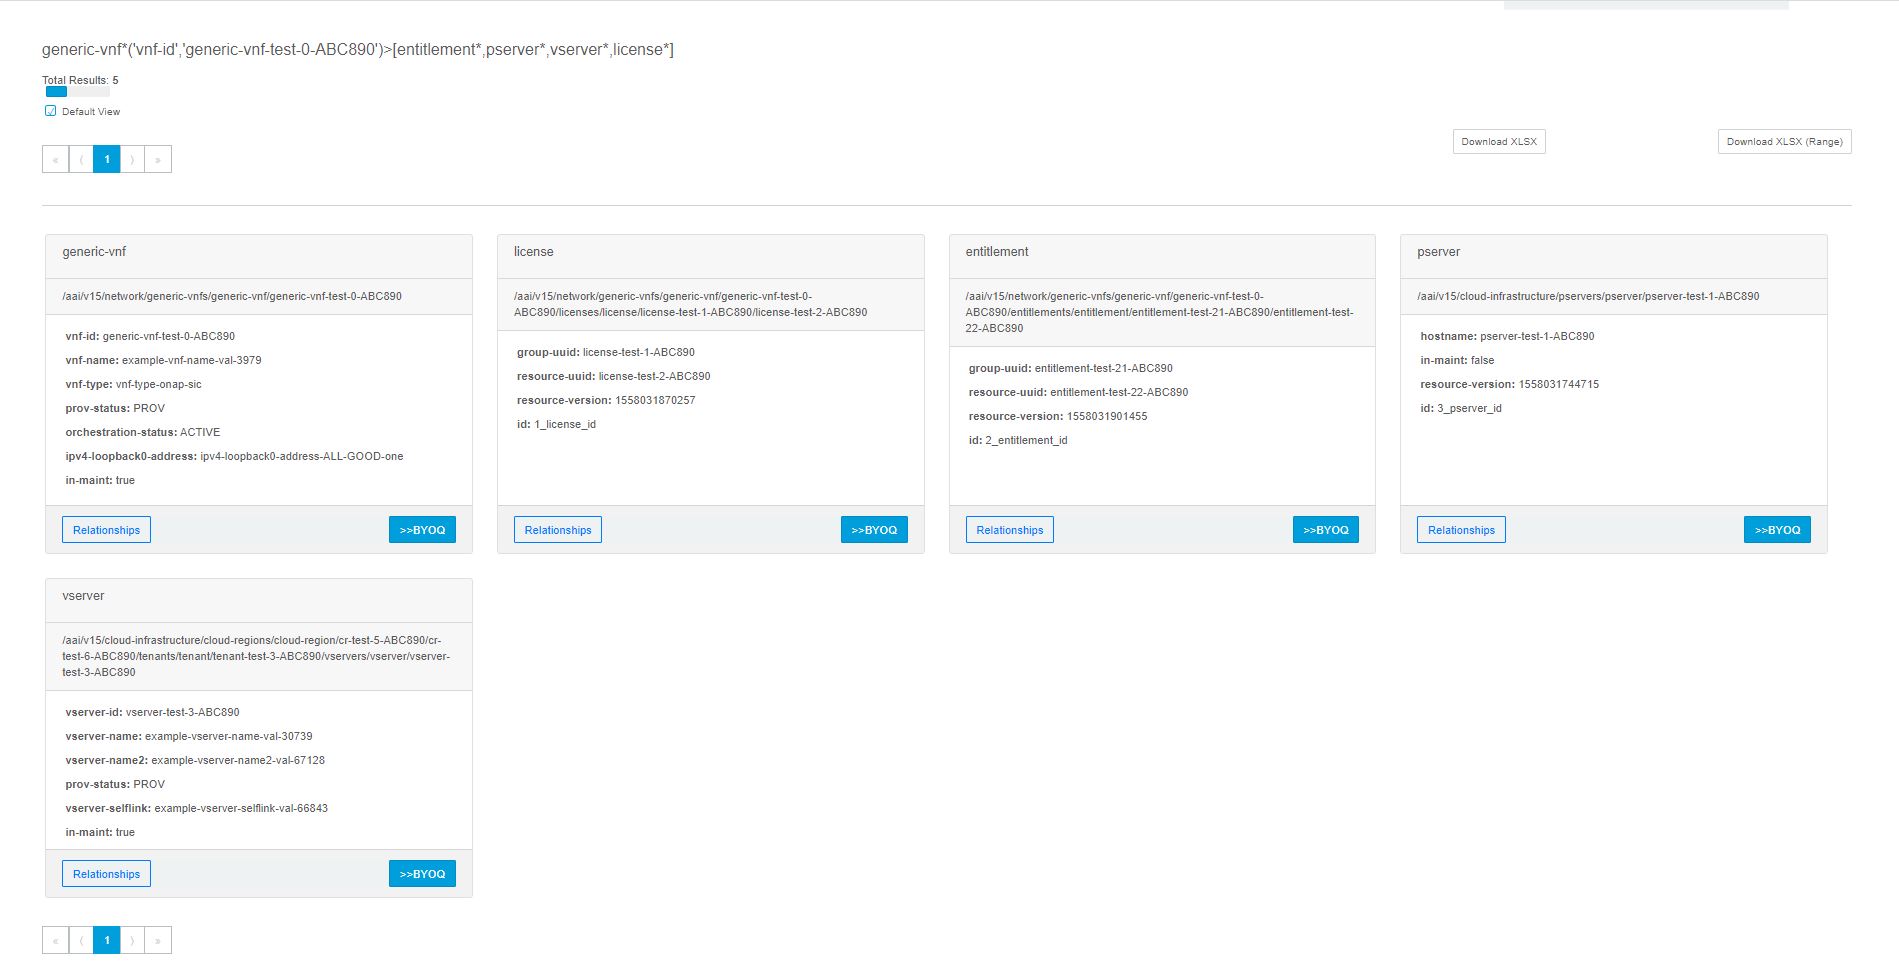 generic-vnf*('vnf-id','generic-vnf-test-0-ABC890')>[entitlement*,pserver*,vserver*,license*]
Total Results: 5
Default View
Download XLSX
Download XLSX (Range)
« ⟨ 1 ⟩ »
generic-vnf
/aai/v15/network/generic-vnfs/generic-vnf/generic-vnf-test-0-ABC890
vnf-id: generic-vnf-test-0-ABC890
vnf-name: example-vnf-name-val-3979
vnf-type: vnf-type-onap-sic
prov-status: PROV
orchestration-status: ACTIVE
ipv4-loopback0-address: ipv4-loopback0-address-ALL-GOOD-one
in-maint: true
Relationships
>>BYOQ
license
/aai/v15/network/generic-vnfs/generic-vnf/generic-vnf-test-0-
ABC890/licenses/license/license-test-1-ABC890/license-test-2-ABC890
group-uuid: license-test-1-ABC890
resource-uuid: license-test-2-ABC890
resource-version: 1558031870257
id: 1_license_id
Relationships
>>BYOQ
entitlement
/aai/v15/network/generic-vnfs/generic-vnf/generic-vnf-test-0-
ABC890/entitlements/entitlement/entitlement-test-21-ABC890/entitlement-test-
22-ABC890
group-uuid: entitlement-test-21-ABC890
resource-uuid: entitlement-test-22-ABC890
resource-version: 1558031901455
id: 2_entitlement_id
Relationships
>>BYOQ
pserver
/aai/v15/cloud-infrastructure/pservers/pserver/pserver-test-1-ABC890
hostname: pserver-test-1-ABC890
in-maint: false
resource-version: 1558031744715
id: 3_pserver_id
Relationships
>>BYOQ
vserver
/aai/v15/cloud-infrastructure/cloud-regions/cloud-region/cr-test-5-ABC890/cr-
test-6-ABC890/tenants/tenant/tenant-test-3-ABC890/vservers/vserver/vserver-
test-3-ABC890
vserver-id: vserver-test-3-ABC890
vserver-name: example-vserver-name-val-30739
vserver-name2: example-vserver-name2-val-67128
prov-status: PROV
vserver-selflink: example-vserver-selflink-val-66843
in-maint: true
Relationships
>>BYOQ
« ⟨ 1 ⟩ »